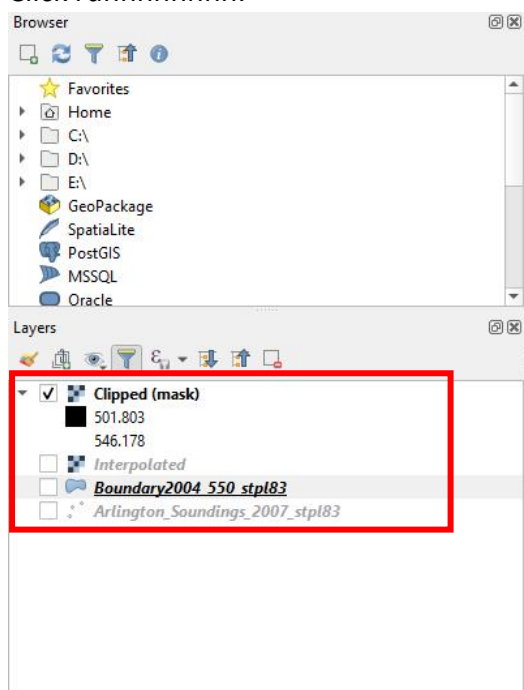 Browser
Favorites
Home
C:\
D:\
E:\
GeoPackage
SpatiaLite
PostGIS
MSSQL
Oracle
Layers
Clipped (mask)
501.803
546.178
Interpolated
Boundary2004_550_stpl83
Arlington_Soundings_2007_stpl83